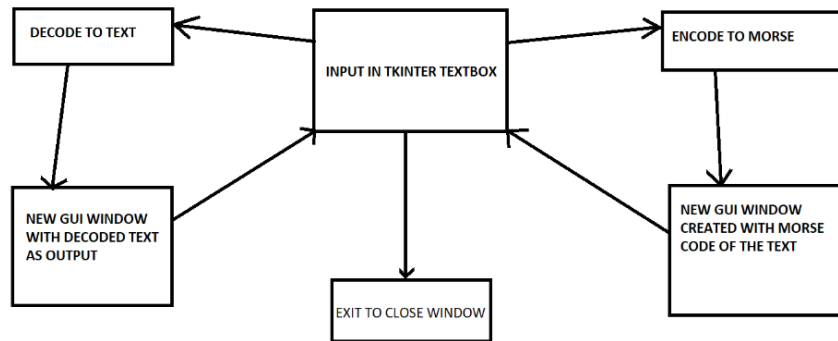 DECODE TO TEXT
INPUT IN TKINTER TEXTBOX
ENCODE TO MORSE
NEW GUI WINDOW
WITH DECODED TEXT
AS OUTPUT
NEW GUI WINDOW
CREATED WITH MORSE
CODE OF THE TEXT
EXIT TO CLOSE WINDOW